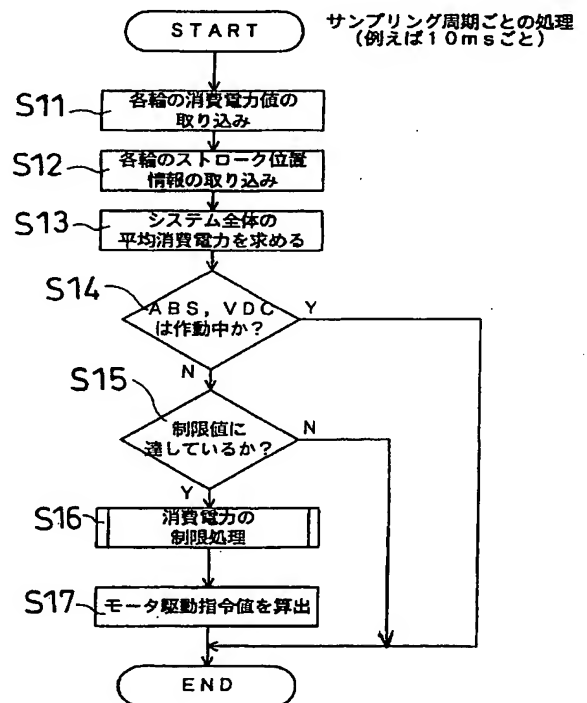 START
サンプリング周期ごとの処理
(例えば10msごと)
S11
各輪の消費電力値の
取り込み
S12
各輪のストローク位置
情報の取り込み
S13
システム全体の
平均消費電力を求める
S14
ABS,VDC
は作動中か?
Y
N
S15
制限値に
達しているか?
N
Y
S16
消費電力の
制限処理
S17
モータ駆動指令値を算出
END